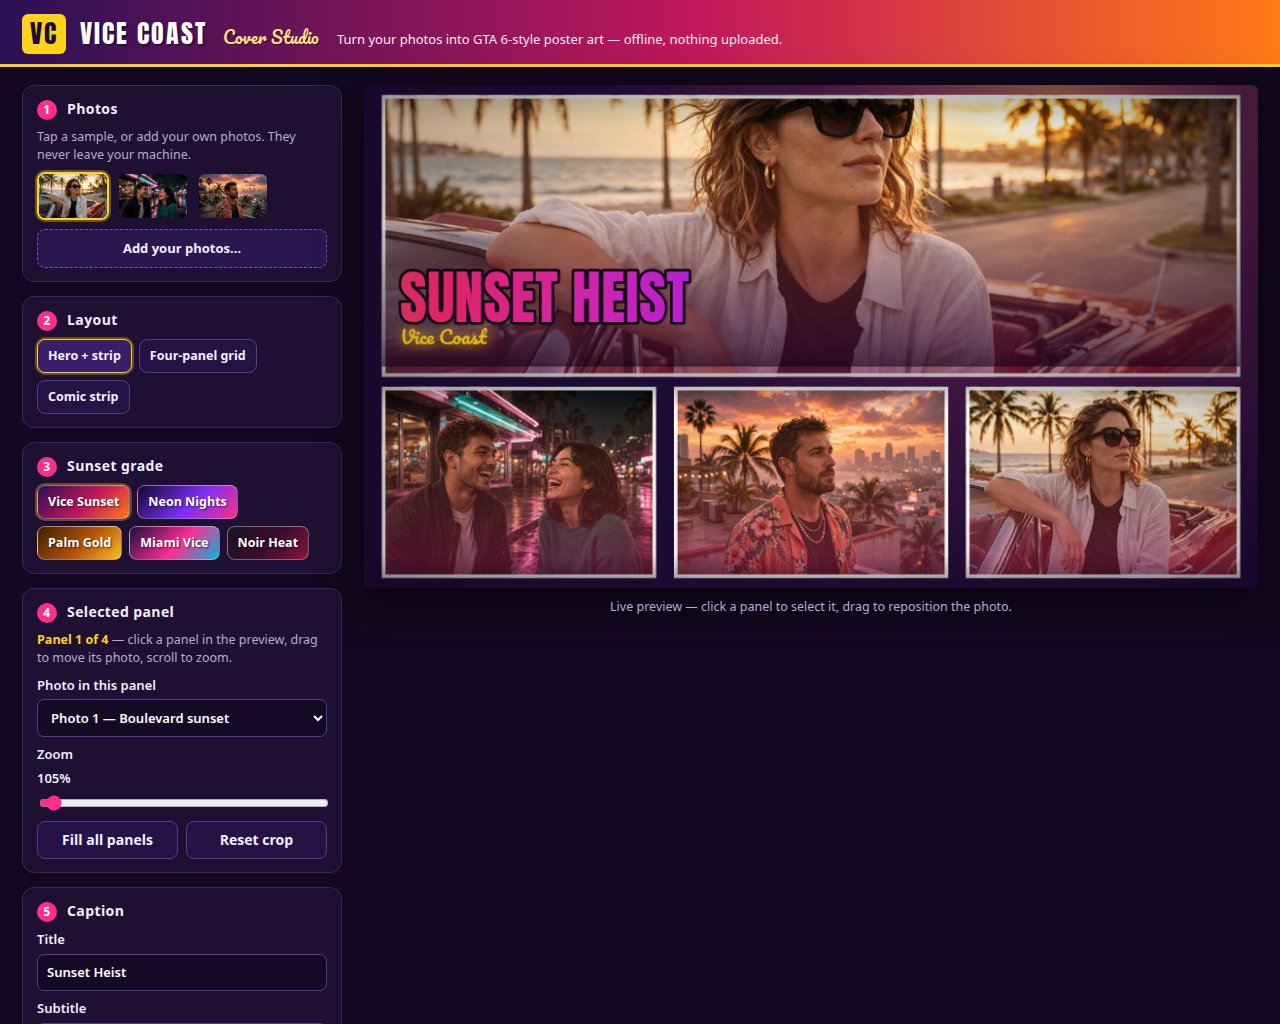 VC VICE COAST Cover Studio Turn your photos into GTA 6-style poster art — offline, nothing uploaded.
1 Photos
Tap a sample, or add your own photos. They
never leave your machine.
Add your photos...
2 Layout
Hero + strip Four-panel grid
Comic strip
3 Sunset grade
Vice Sunset Neon Nights
Palm Gold Miami Vice Noir Heat
4 Selected panel
Panel 1 of 4 — click a panel in the preview, drag
to move its photo, scroll to zoom.
Photo in this panel
Photo 1 — Boulevard sunset
Zoom
105%
Fill all panels Reset crop
5 Caption
Title
Sunset Heist
Subtitle
SUNSET HEIST
Vice Coast
Live preview — click a panel to select it, drag to reposition the photo.